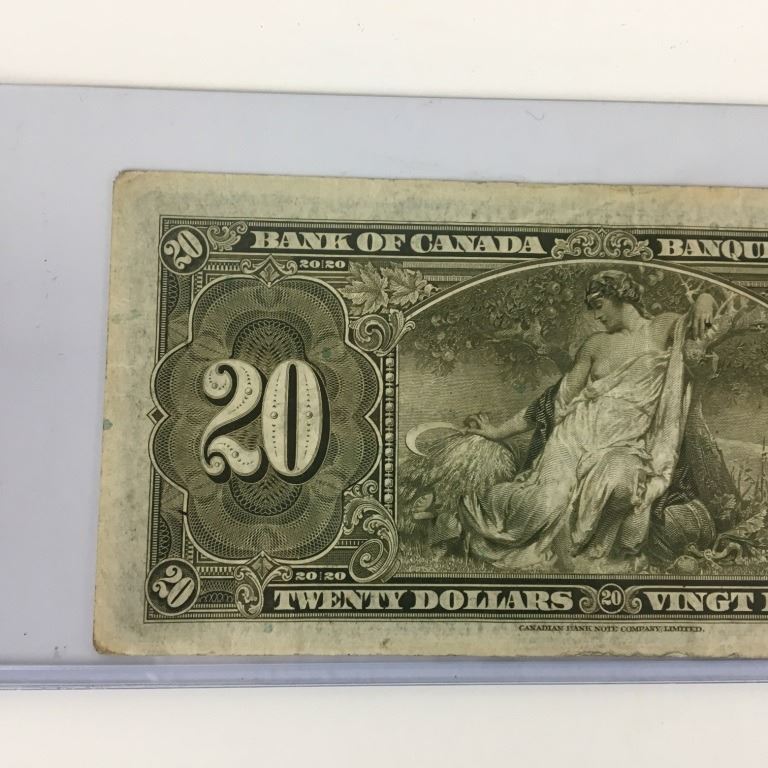 20 BANK OF CANADA BANQU
20|20
20
20|20
20 TWENTY DOLLARS 20 VINGT
CANADIAN BANK NOTE COMPANY, LIMITED.